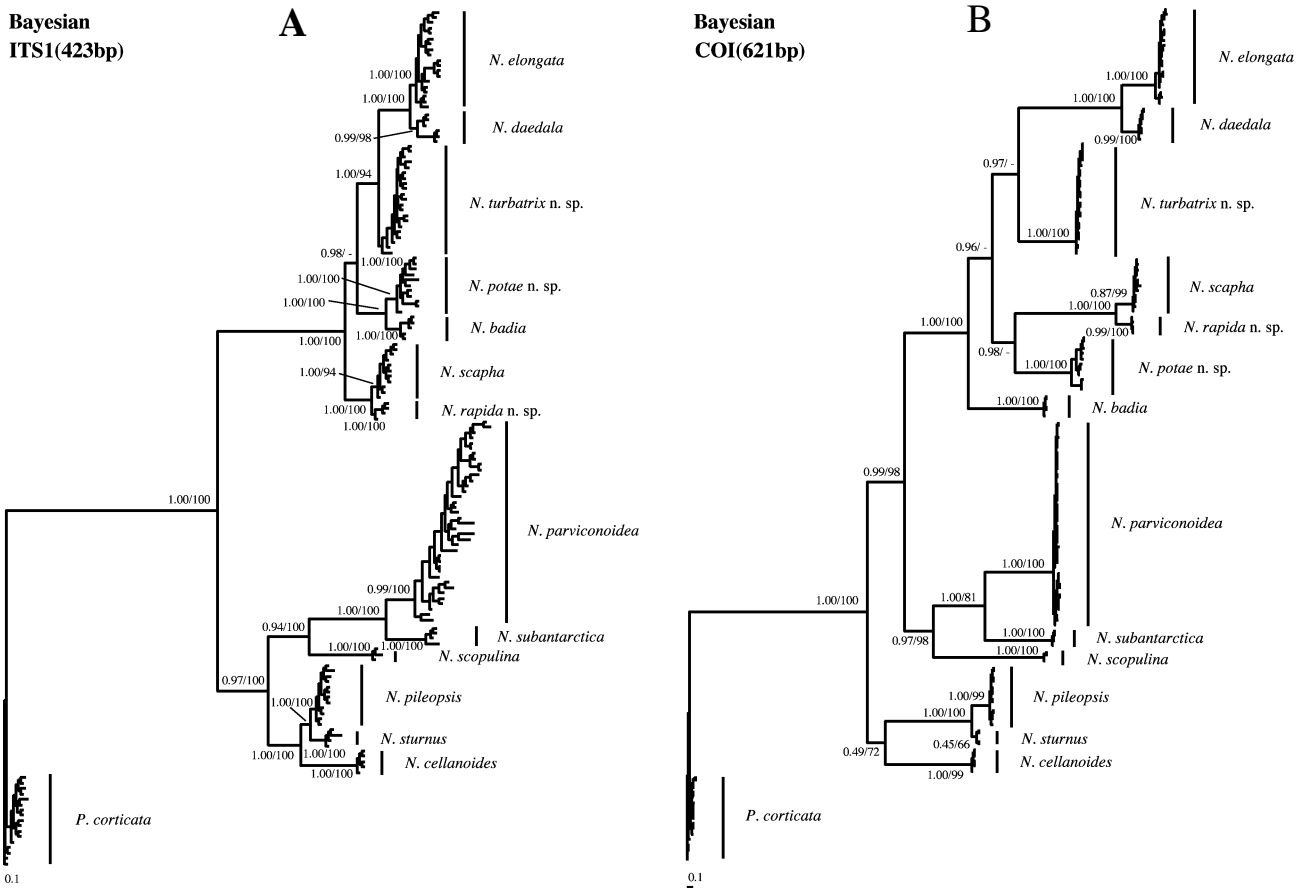 Bayesian
ITS1(423bp)
A
N. elongata
1.00/100
1.00/100
N. daedala
0.99/98
1.00/94
N. turbatrix n. sp.
0.98/ -
1.00/100
1.00/100
N. potae n. sp.
1.00/100
N. badia
1.00/100
1.00/100
N. scapha
1.00/94
1.00/100
N. rapida n. sp.
1.00/100
1.00/100
N. parviconoidea
0.99/100
1.00/100
0.94/100
N. subantarctica
1.00/100
1.00/100
N. scopulina
0.97/100
N. pileopsis
1.00/100
N. sturnus
1.00/100
1.00/100
N. cellanoides
1.00/100
P. corticata
0.1
Bayesian
COI(621bp)
B
N. elongata
1.00/100
1.00/100
N. daedala
0.99/100
0.97/ -
N. turbatrix n. sp.
1.00/100
0.96/ -
N. scapha
0.87/99
1.00/100
N. rapida n. sp.
0.99/100
1.00/100
0.98/ -
N. potae n. sp.
1.00/100
1.00/100
N. badia
0.99/98
N. parviconoidea
1.00/100
1.00/81
1.00/100
N. subantarctica
1.00/100
0.97/98
N. scopulina
1.00/100
1.00/99
N. pileopsis
1.00/100
N. sturnus
0.45/66
0.49/72
N. cellanoides
1.00/99
P. corticata
0.1